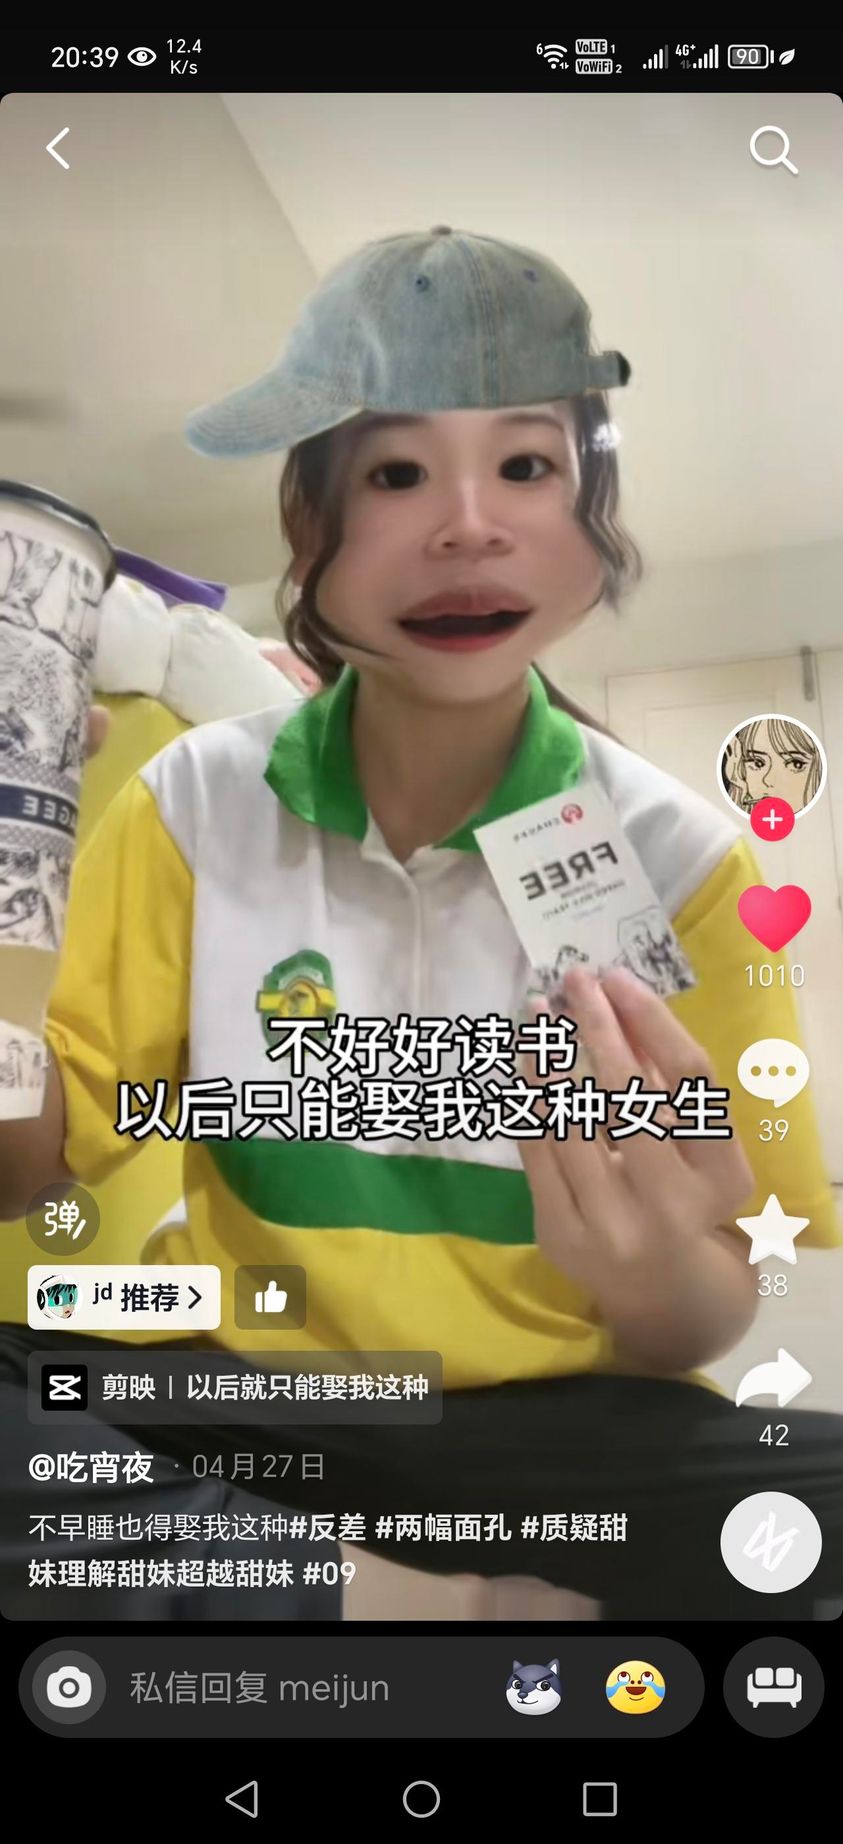 20:39
12.4
K/s
6
VoLTE 1
VoWiFi 2
4G+
90
AGEE
CHAGEE
FREE
不好好读书
以后只能娶我这种女生
1010
39
38
42
弹
jd 推荐
剪映 | 以后就只能娶我这种
@吃宵夜 · 04月27日
不早睡也得娶我这种#反差 #两幅面孔 #质疑甜
妹理解甜妹超越甜妹 #09
私信回复 meijun